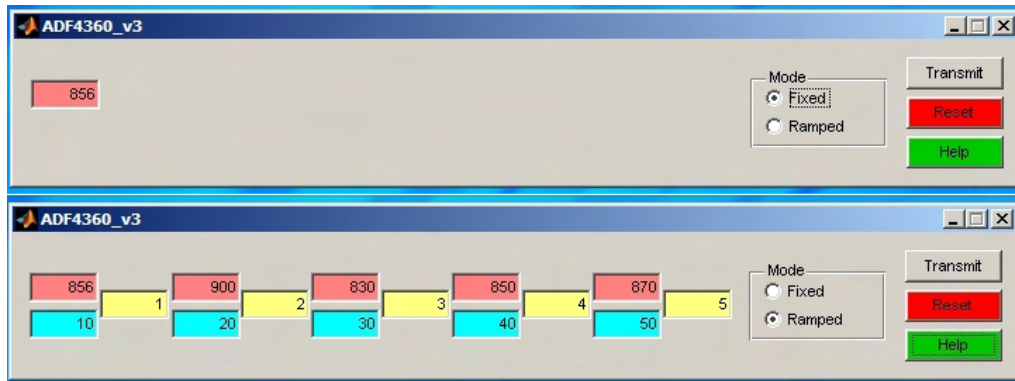 ADF4360_v3
856
Mode
Fixed
Ramped
Transmit
Reset
Help
ADF4360_v3
856 900 830 850 870
1 2 3 4 5
10 20 30 40 50
Mode
Fixed
Ramped
Transmit
Reset
Help